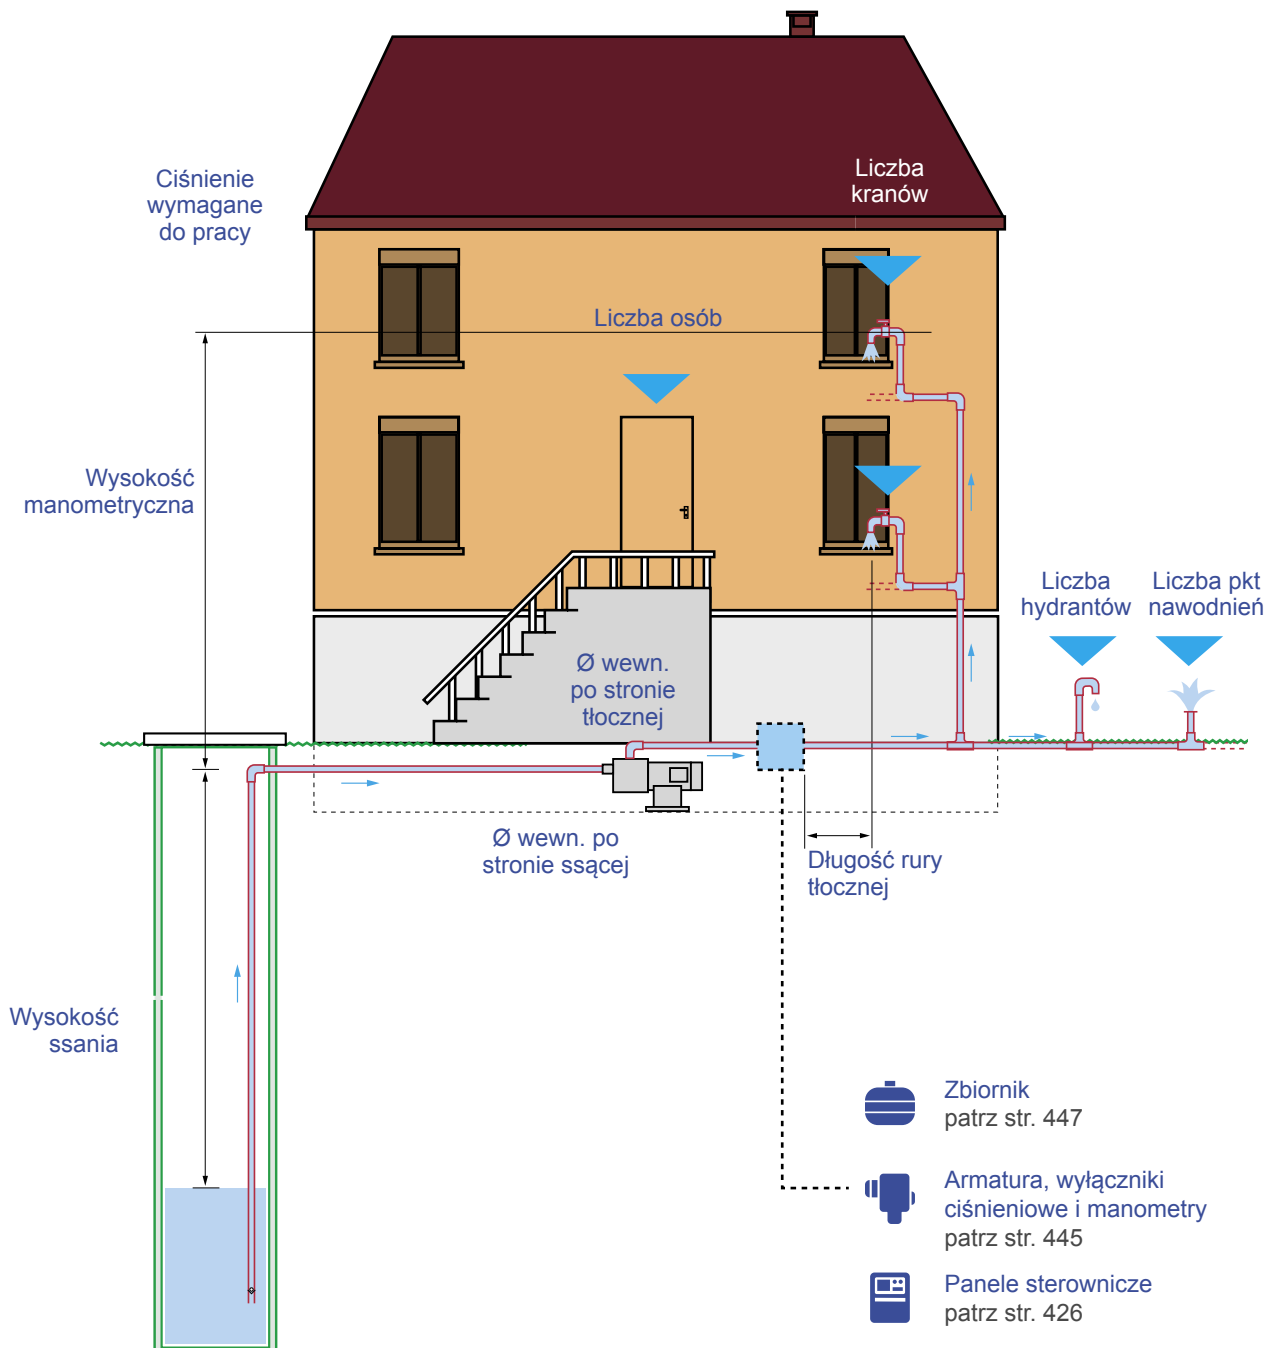 Liczba
kranów
Ciśnienie
wymagane
do pracy
Liczba osób
Wysokość
manometryczna
Liczba
hydrantów
Liczba pkt
nawodnień
Ø wewn.
po stronie
tłocznej
Ø wewn. po
stronie ssącej
Długość rury
tłocznej
Wysokość
ssania
Zbiornik
patrz str. 447
Armatura, wyłączniki
ciśnieniowe i manometry
patrz str. 445
Panele sterownicze
patrz str. 426